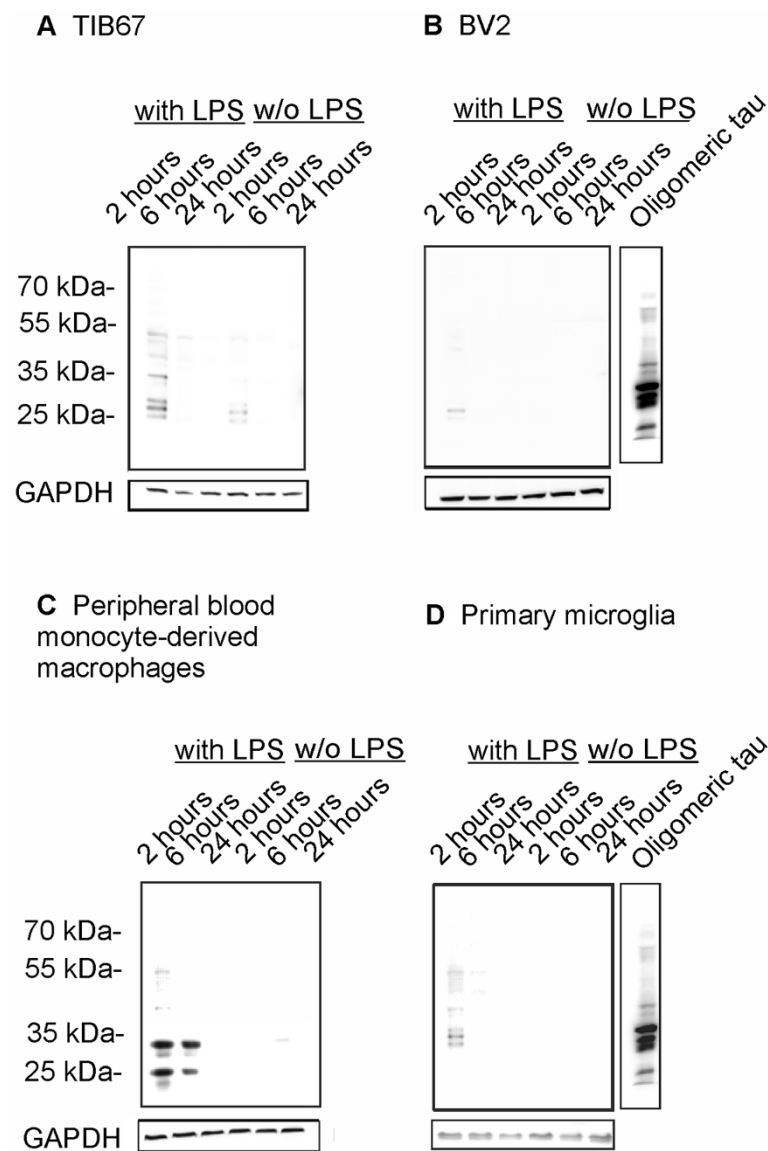 A TIB67
with LPS w/o LPS
2 hours
6 hours
24 hours
2 hours
6 hours
24 hours
70 kDa-
55 kDa-
35 kDa-
25 kDa-
GAPDH
B BV2
with LPS w/o LPS
2 hours
6 hours
24 hours
2 hours
6 hours
24 hours
Oligomeric tau
C Peripheral blood
monocyte-derived
macrophages
with LPS w/o LPS
2 hours
6 hours
24 hours
2 hours
6 hours
24 hours
70 kDa-
55 kDa-
35 kDa-
25 kDa-
GAPDH
D Primary microglia
with LPS w/o LPS
2 hours
6 hours
24 hours
2 hours
6 hours
24 hours
Oligomeric tau